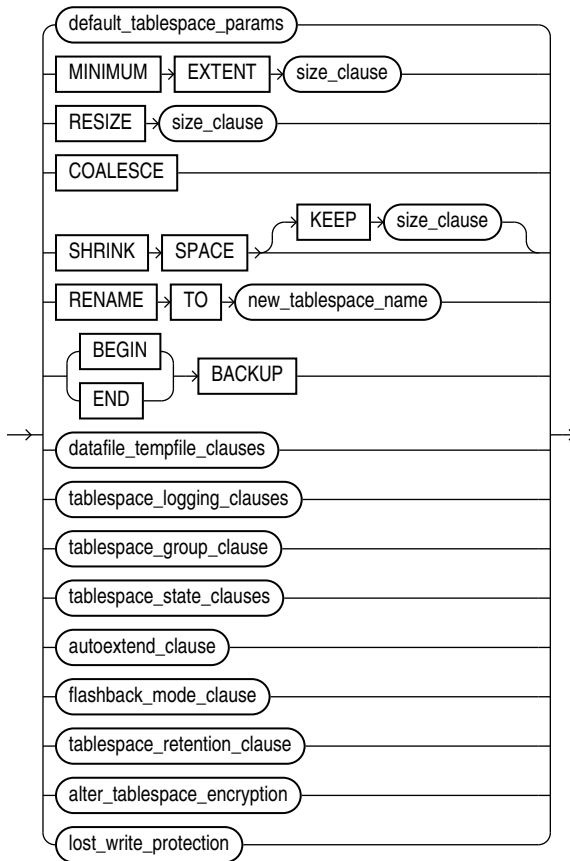 default_tablespace_params
MINIMUM EXTENT size_clause
RESIZE size_clause
COALESCE
KEEP size_clause
SHRINK SPACE
RENAME TO new_tablespace_name
BEGIN
BACKUP
END
datafile_tempfile_clauses
tablespace_logging_clauses
tablespace_group_clause
tablespace_state_clauses
autoextend_clause
flashback_mode_clause
tablespace_retention_clause
alter_tablespace_encryption
lost_write_protection